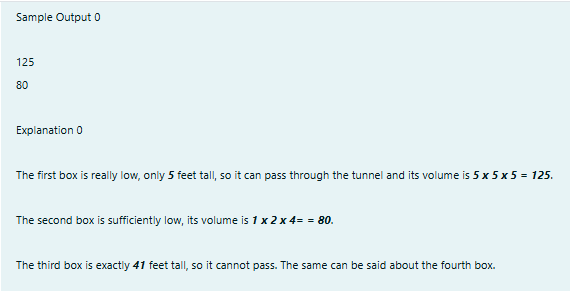 Sample Output 0
125
80
Explanation 0
The first box is really low, only 5 feet tall, so it can pass through the tunnel and its volume is 5 x 5 x 5 = 125.
The second box is sufficiently low, its volume is 1 x 2 x 4= = 80.
The third box is exactly 41 feet tall, so it cannot pass. The same can be said about the fourth box.